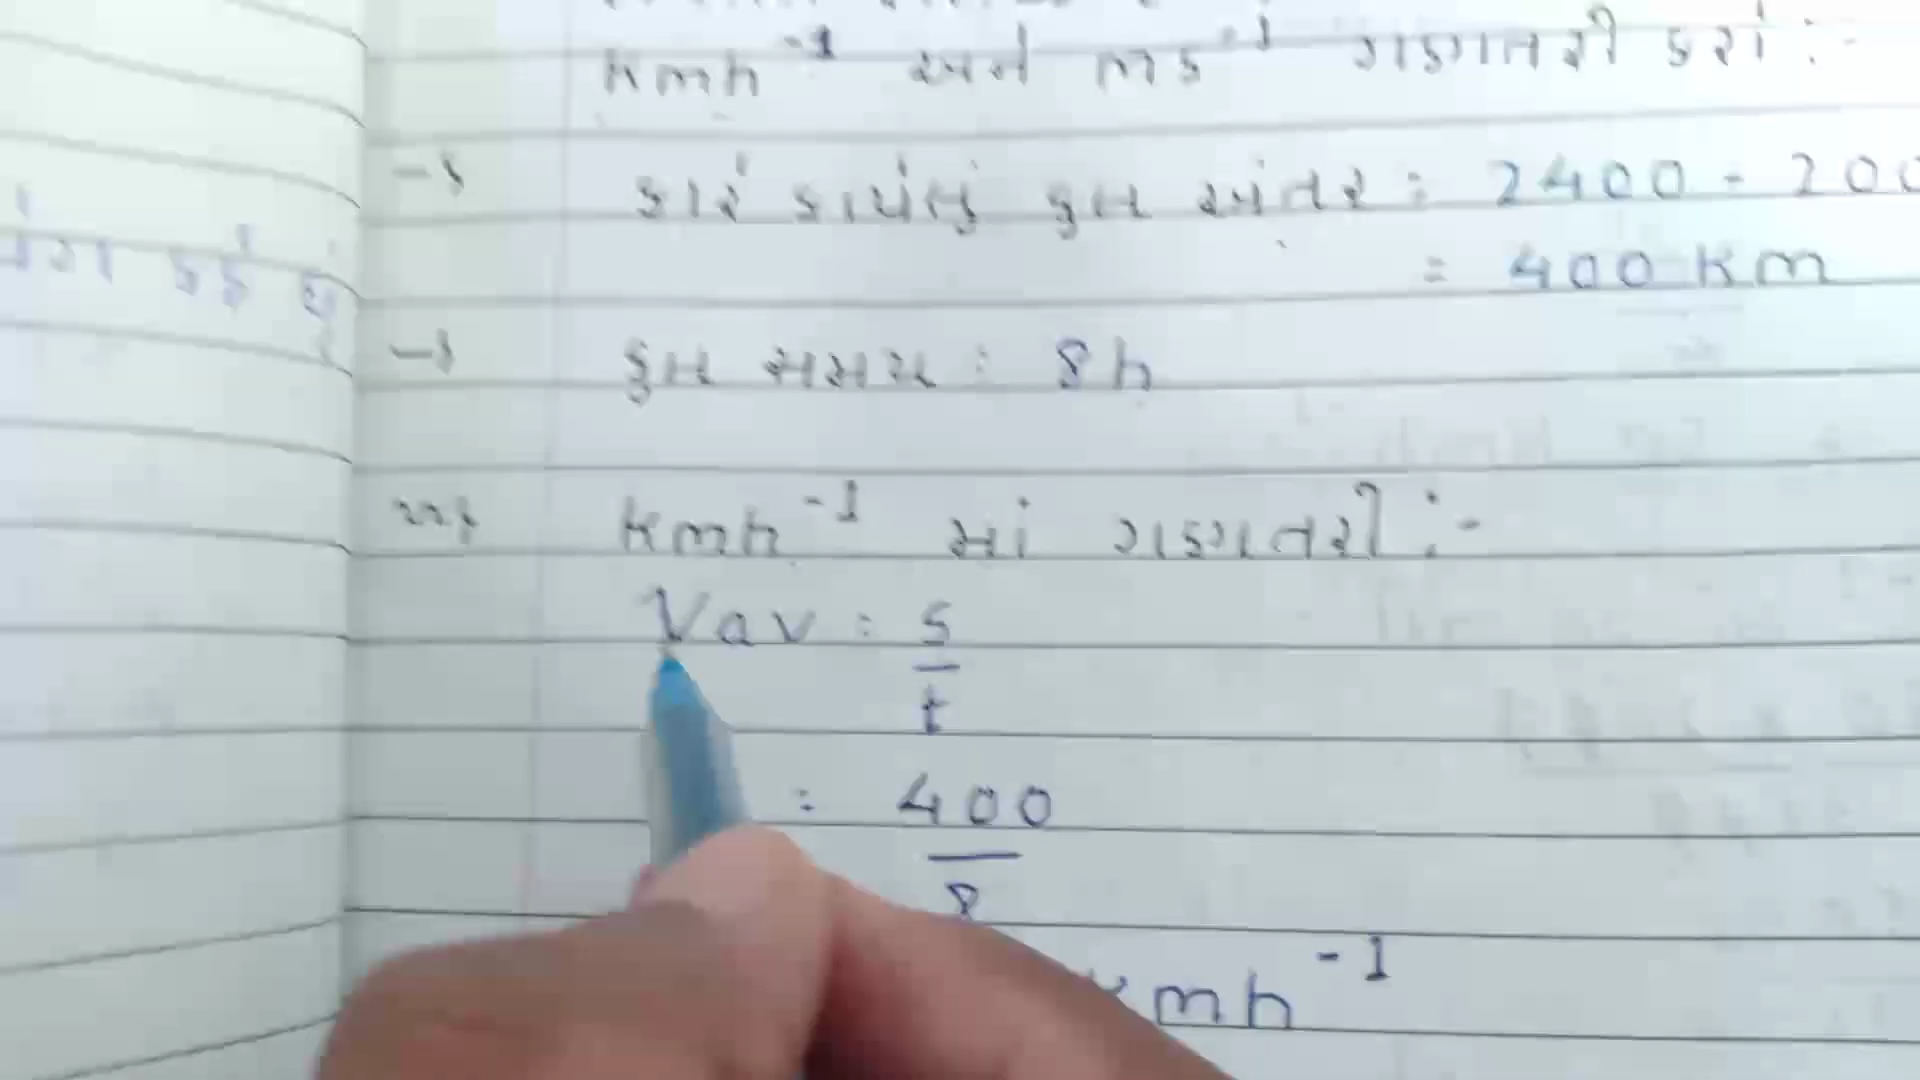 kmh⁻¹ અને ms⁻¹ ગણતરી કરો :-
→ કારે કાપેલું કુલ અંતર = 2400 - 200
= 400 km
→ કુલ સમય = 8h
kmh⁻¹ માં ગણતરી :-
Vav = s
t
= 400
8
kmh⁻¹